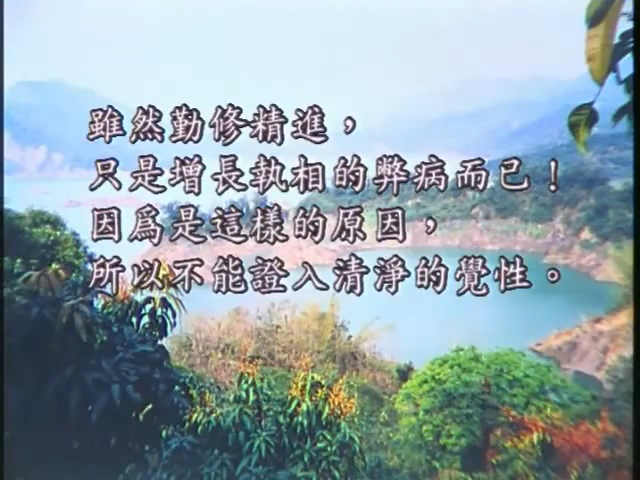 雖然勤修精進，
只是增長執相的弊病而已！
因爲是這樣的原因，
所以不能證入清淨的覺性。